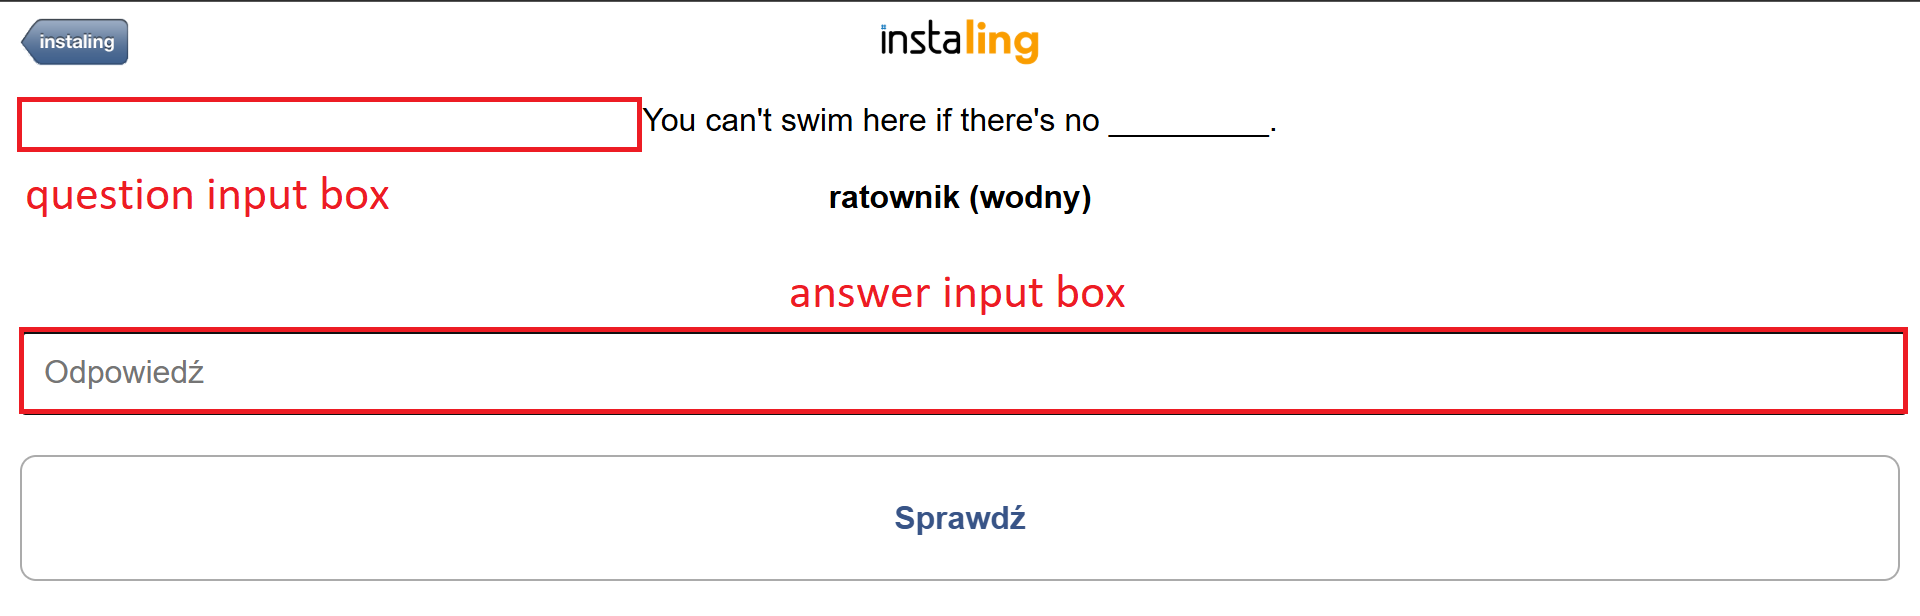 instaling
instaling
You can't swim here if there's no __________.
question input box
ratownik (wodny)
answer input box
Odpowiedź
Sprawdź